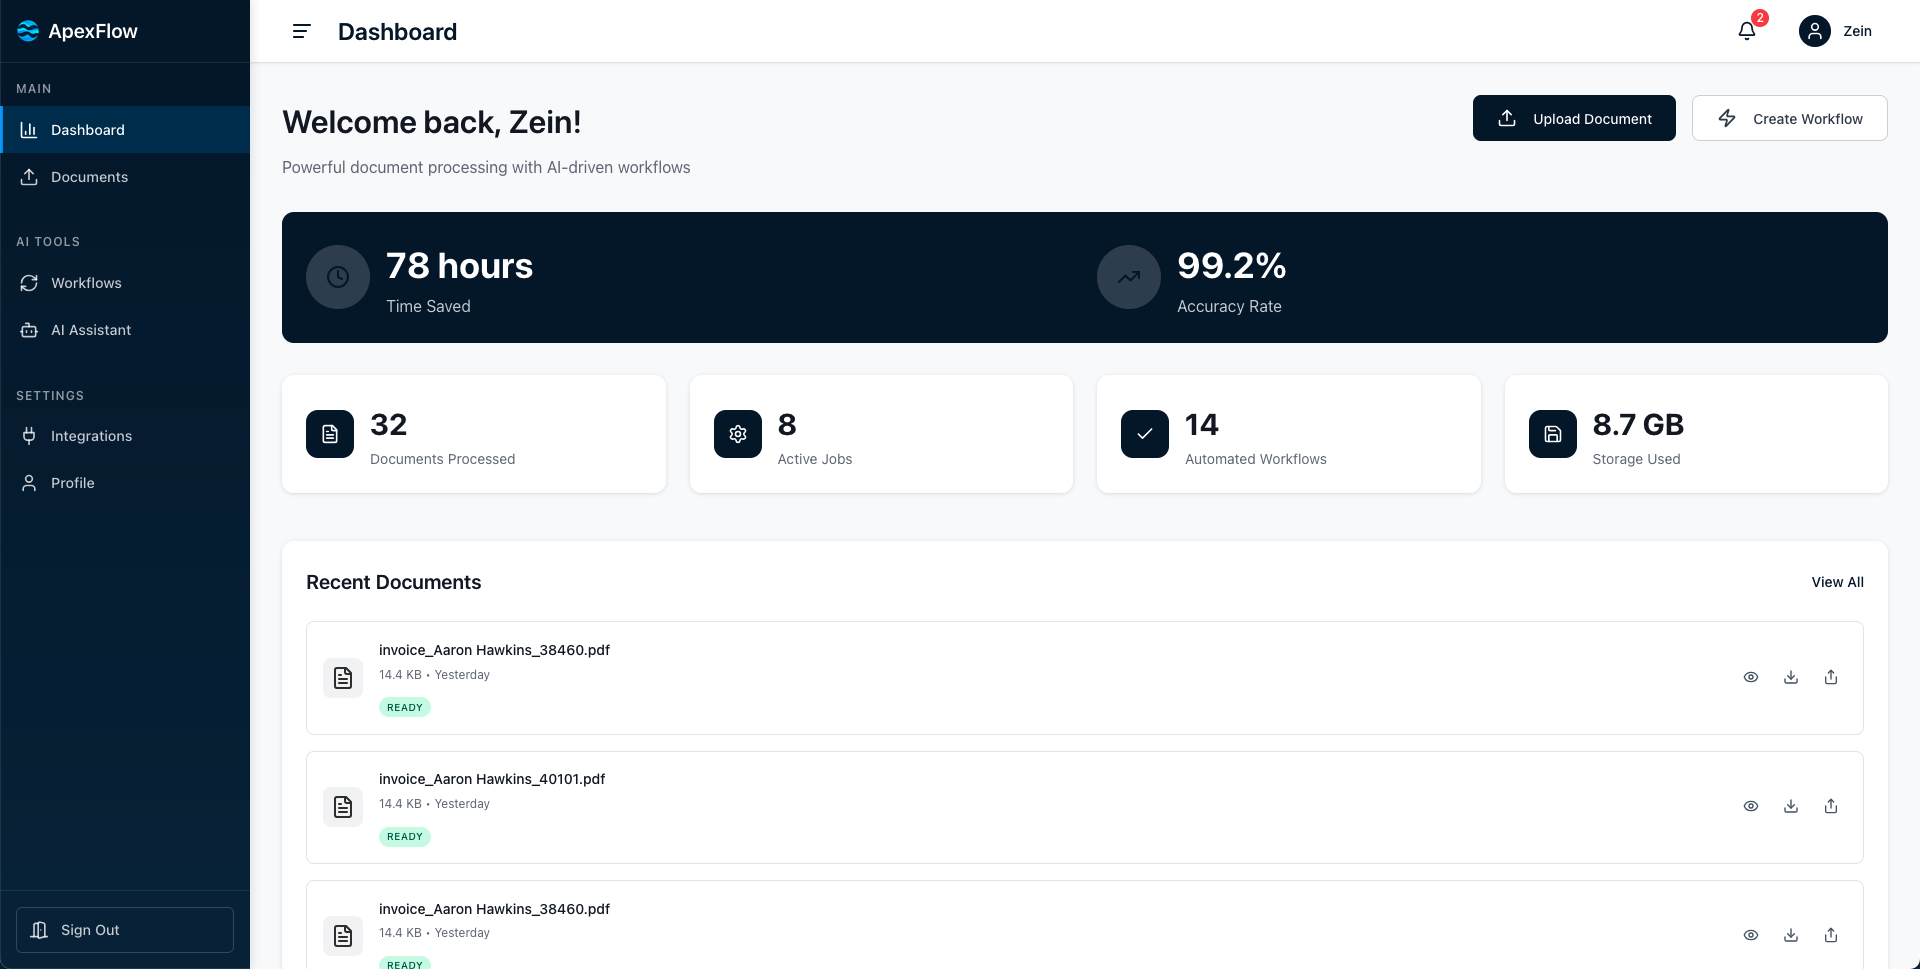 ApexFlow
MAIN
Dashboard
Documents
AI TOOLS
Workflows
AI Assistant
SETTINGS
Integrations
Profile
Sign Out
Dashboard
2
Zein
Welcome back, Zein!
Powerful document processing with AI-driven workflows
Upload Document
Create Workflow
78 hours
Time Saved
99.2%
Accuracy Rate
32
Documents Processed
8
Active Jobs
14
Automated Workflows
8.7 GB
Storage Used
Recent Documents
View All
invoice_Aaron Hawkins_38460.pdf
14.4 KB • Yesterday
READY
invoice_Aaron Hawkins_40101.pdf
14.4 KB • Yesterday
READY
invoice_Aaron Hawkins_38460.pdf
14.4 KB • Yesterday
READY